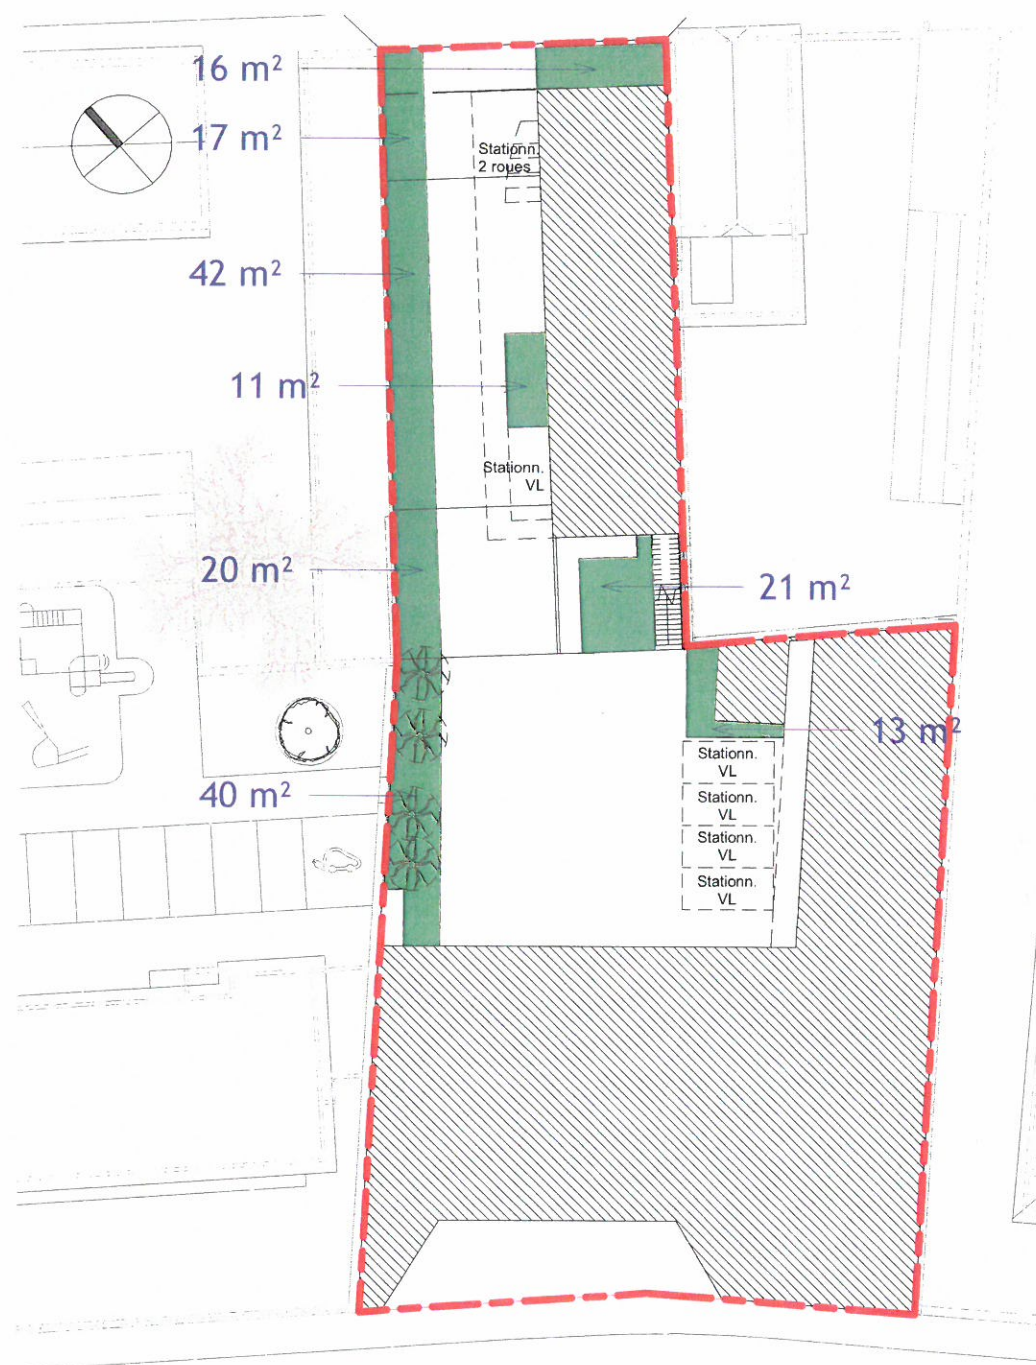 16 m²
17 m²
Stationn.
2 roues
42 m²
11 m²
Stationn.
VL
20 m²
21 m²
13 m²
Stationn.
VL
40 m²
Stationn.
VL
Stationn.
VL
Stationn.
VL